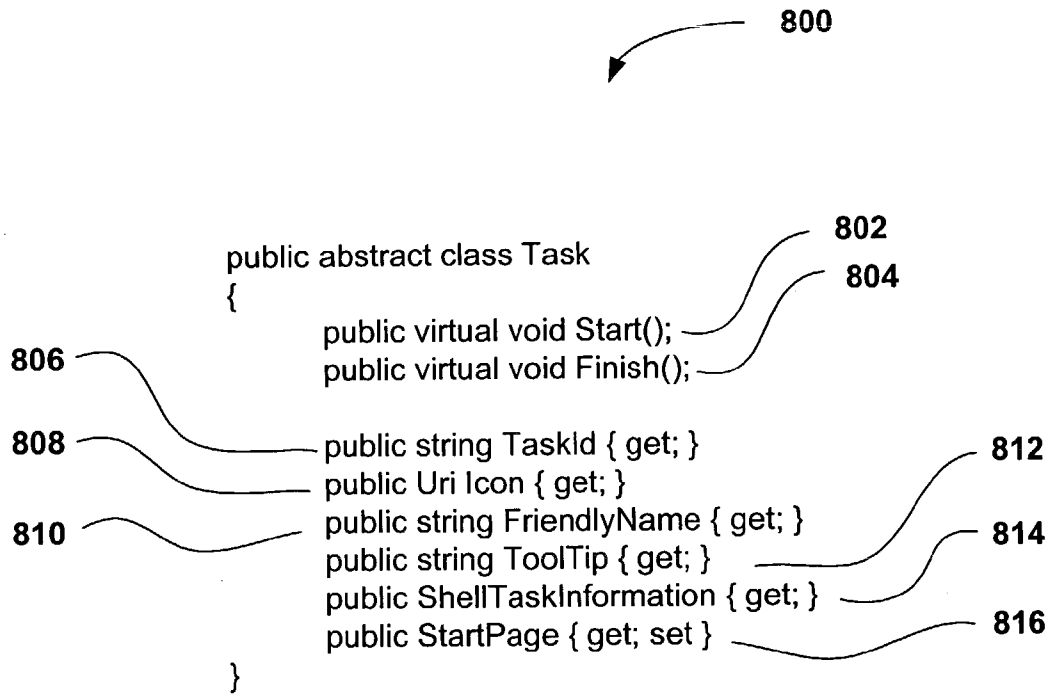 800
802
public abstract class Task
804
{
public virtual void Start();
806
public virtual void Finish();
808
public string TaskId { get; }
812
public Uri Icon { get; }
810
public string FriendlyName { get; }
814
public string ToolTip { get; }
public ShellTaskInformation { get; }
816
public StartPage { get; set }
}